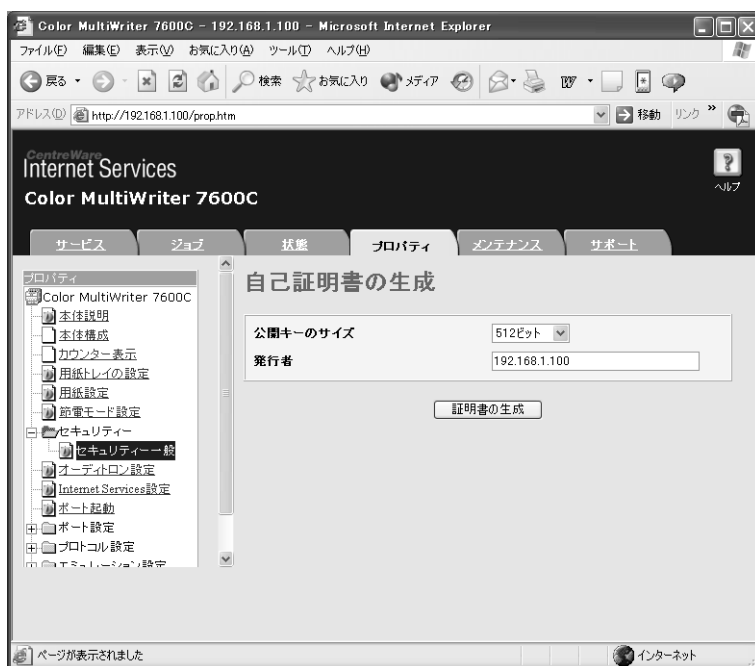 Color MultiWriter 7600C - 192.168.1.100 - Microsoft Internet Explorer
ファイル(F) 編集(E) 表示(V) お気に入り(A) ツール(T) ヘルプ(H)
戻る 検索 お気に入り メディア
アドレス(D) http://192.168.1.100/prop.htm 移動 リンク »
CentreWare
Internet Services
Color MultiWriter 7600C
?
ヘルプ
サービス ジョブ 状態 プロパティ メンテナンス サポート
プロパティ
Color MultiWriter 7600C
本体説明
本体構成
カウンター表示
用紙トレイの設定
用紙設定
節電モード設定
セキュリティー
セキュリティー一般
オーディトロン設定
Internet Services設定
ポート起動
ポート設定
プロトコル設定
エミュレーション設定
自己証明書の生成
公開キーのサイズ 512ビット
発行者 192.168.1.100
証明書の生成
ページが表示されました インターネット